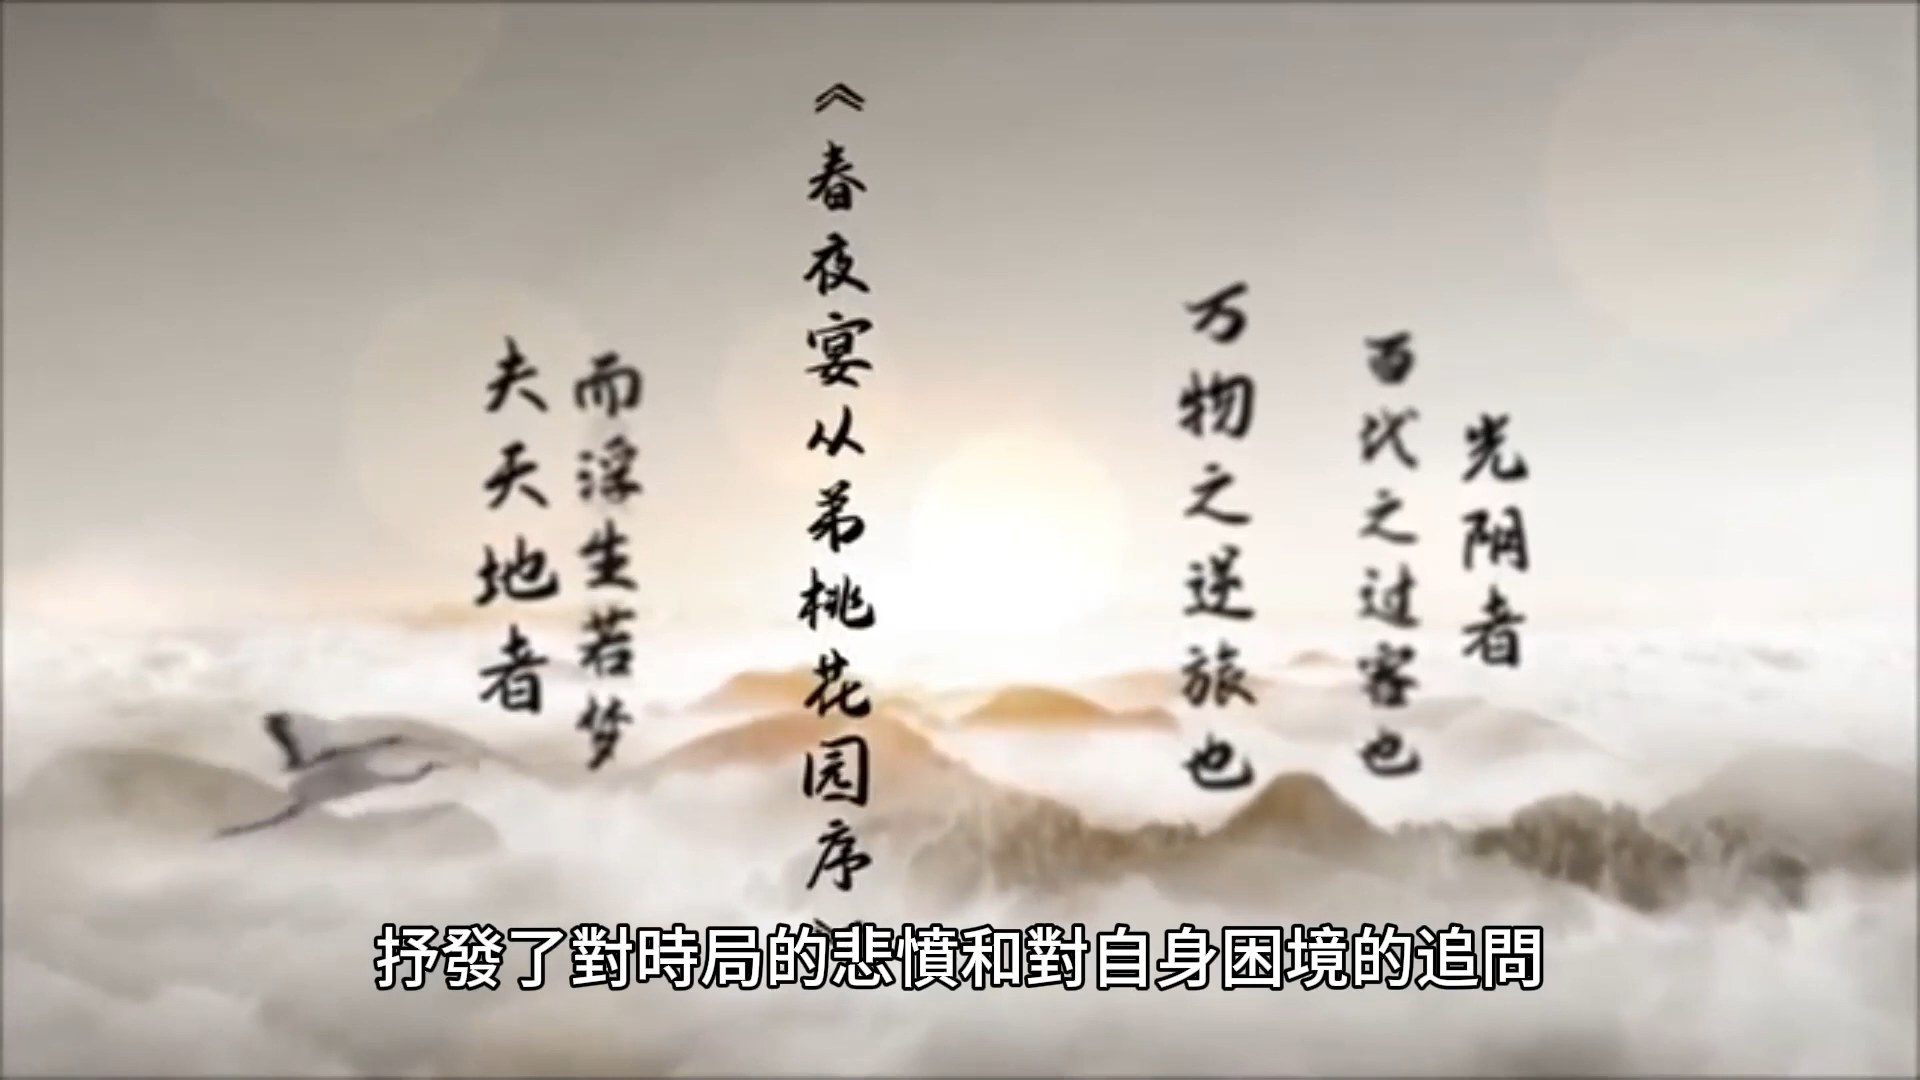 《春夜宴从弟桃花园序》
夫天地者
万物之逆旅也
光阴者
百代之过客也
而浮生若梦
抒發了對時局的悲憤和對自身困境的追問